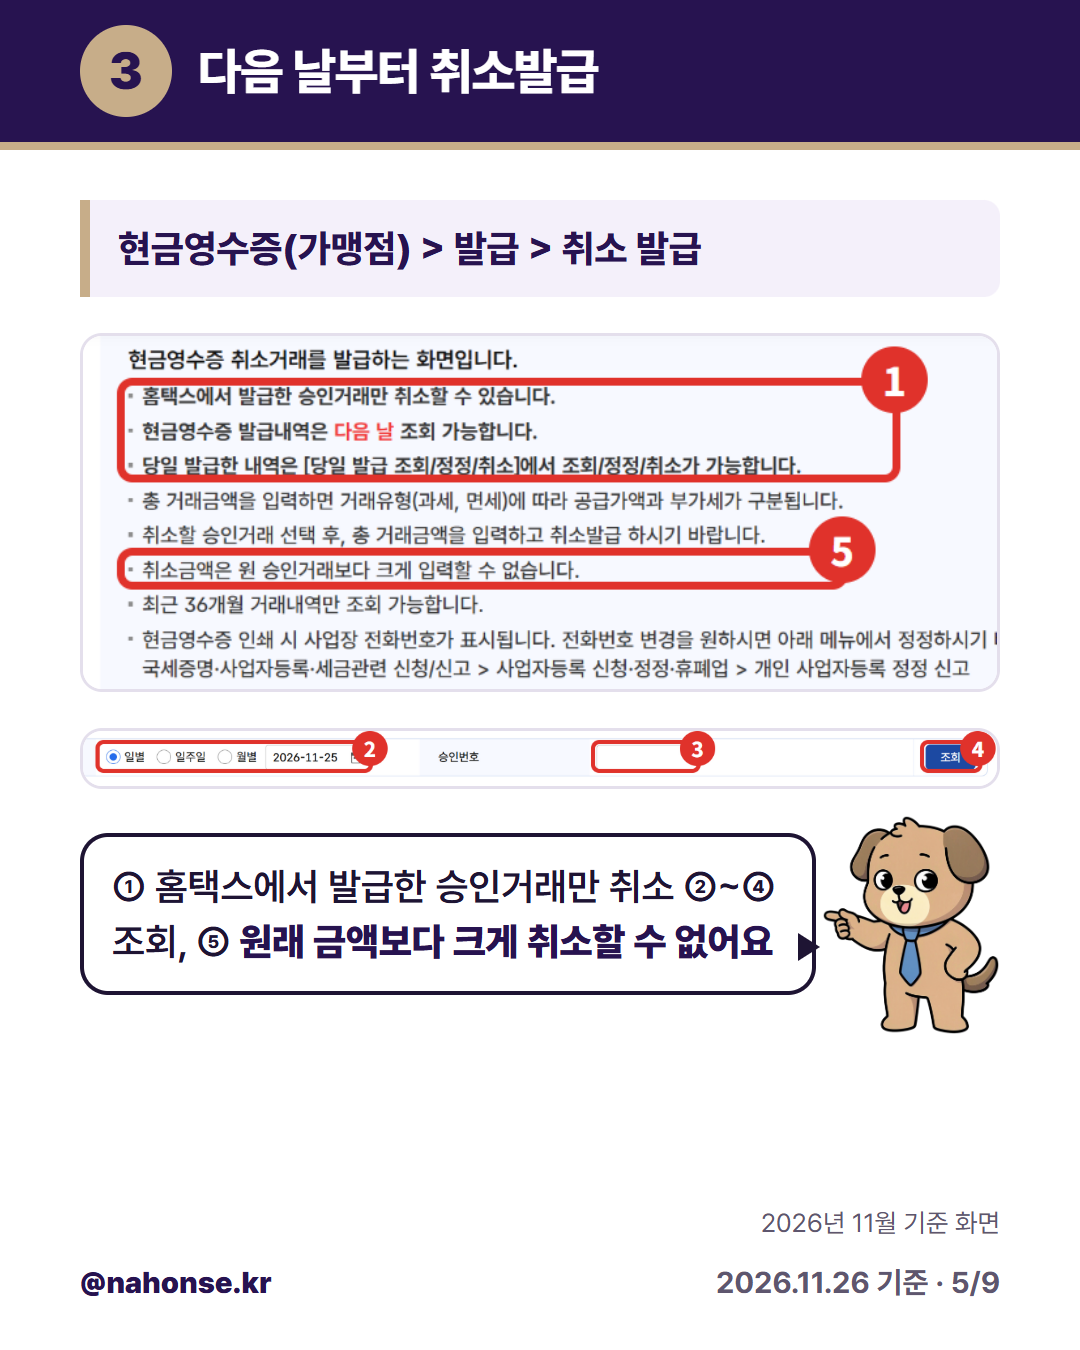 3 다음 날부터 취소발급
현금영수증(가맹점) > 발급 > 취소 발급
현금영수증 취소거래를 발급하는 화면입니다.
1
홈택스에서 발급한 승인거래만 취소할 수 있습니다.
현금영수증 발급내역은 다음 날 조회 가능합니다.
당일 발급한 내역은 [당일 발급 조회/정정/취소]에서 조회/정정/취소가 가능합니다.
총 거래금액을 입력하면 거래유형(과세, 면세)에 따라 공급가액과 부가세가 구분됩니다.
취소할 승인거래 선택 후, 총 거래금액을 입력하고 취소발급 하시기 바랍니다.
5
취소금액은 원 승인거래보다 크게 입력할 수 없습니다.
최근 36개월 거래내역만 조회 가능합니다.
현금영수증 인쇄 시 사업장 전화번호가 표시됩니다. 전화번호 변경을 원하시면 아래 메뉴에서 정정하시기
국세증명·사업자등록·세금관련 신청/신고 > 사업자등록 신청·정정·휴폐업 > 개인 사업자등록 정정 신고
일별 일주일 월별 2026-11-25 2 승인번호 3 조회 4
① 홈택스에서 발급한 승인거래만 취소 ②~④
조회, ⑤ 원래 금액보다 크게 취소할 수 없어요
2026년 11월 기준 화면
@nahonse.kr 2026.11.26 기준 · 5/9